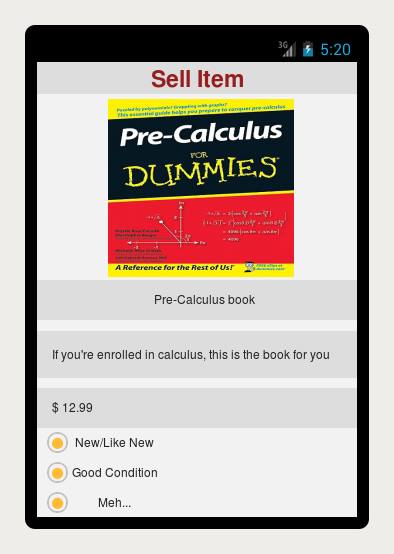 3G 5:20
Sell Item
Puzzled by polynomials? Grappling with graphs?
This essential guide helps you prepare to conquer pre-calculus
Pre-Calculus
FOR
DUMMIES
A Reference for the Rest of Us!
Pre-Calculus book
If you're enrolled in calculus, this is the book for you
$ 12.99
New/Like New
Good Condition
Meh...